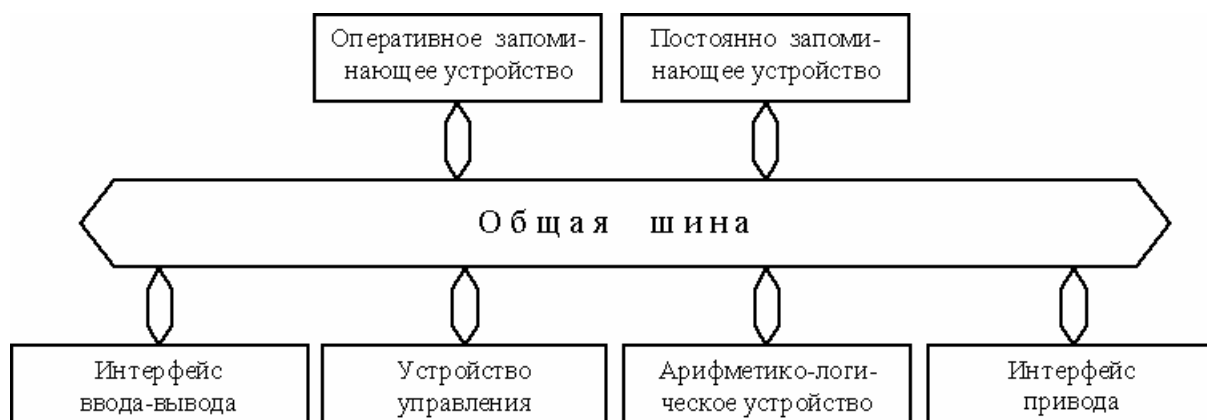 Оперативное запоми-
нающее устройство
Постоянно запоми-
нающее устройство
Общая шина
Интерфейс
ввода-вывода
Устройство
управления
Арифметико-логи-
ческое устройство
Интерфейс
привода